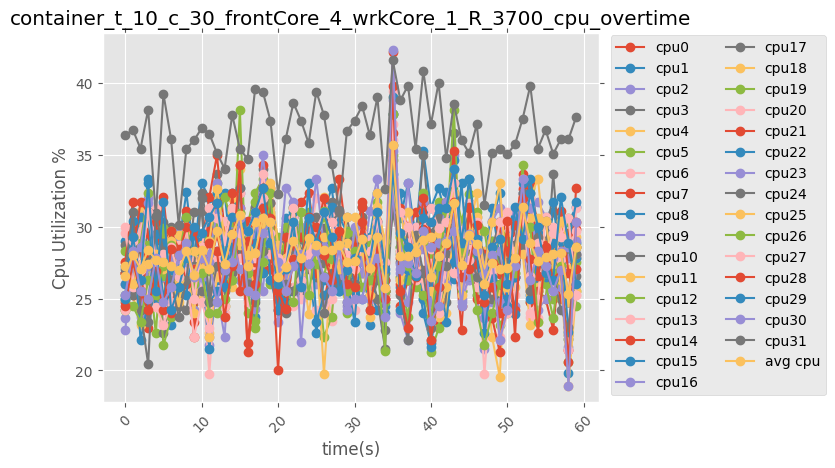 container_t_10_c_30_frontCore_4_wrkCore_1_R_3700_cpu_overtime
Cpu Utilization %
40
35
30
25
20
0
10
20
30
40
50
60
time(s)
cpu0
cpu1
cpu2
cpu3
cpu4
cpu5
cpu6
cpu7
cpu8
cpu9
cpu10
cpu11
cpu12
cpu13
cpu14
cpu15
cpu16
cpu17
cpu18
cpu19
cpu20
cpu21
cpu22
cpu23
cpu24
cpu25
cpu26
cpu27
cpu28
cpu29
cpu30
cpu31
avg cpu